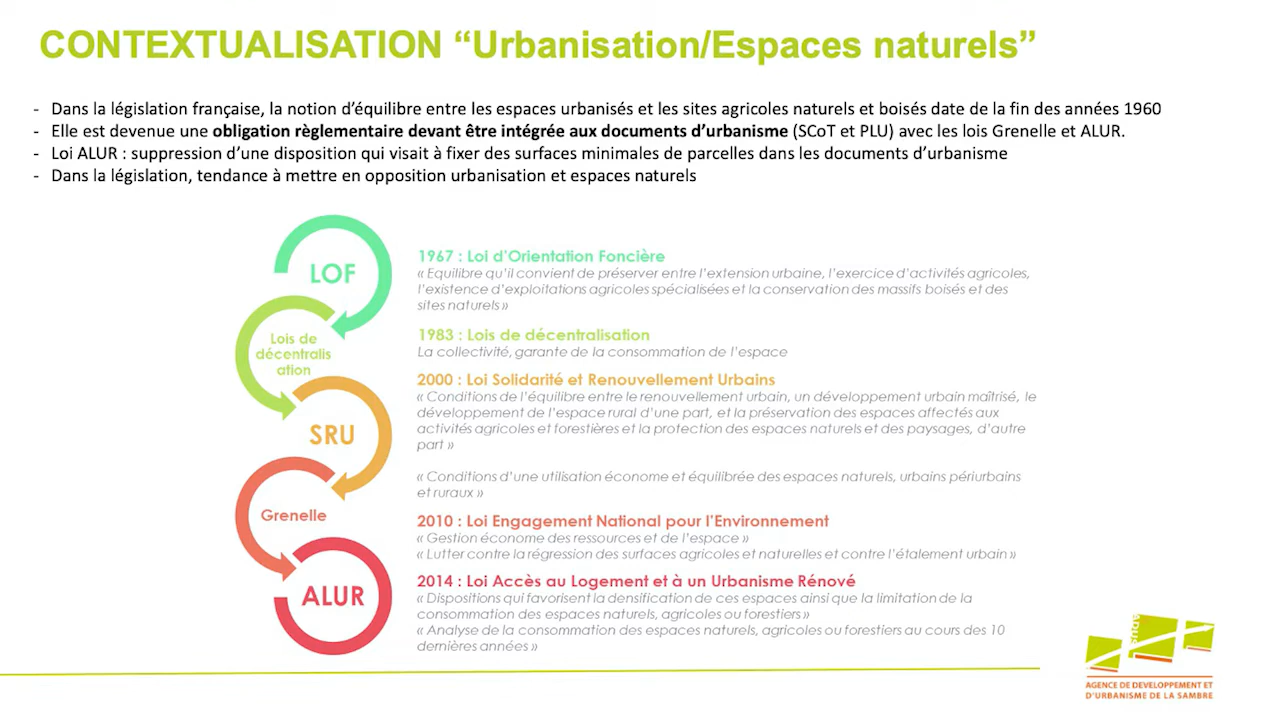 CONTEXTUALISATION “Urbanisation/Espaces naturels”
- Dans la législation française, la notion d’équilibre entre les espaces urbanisés et les sites agricoles naturels et boisés date de la fin des années 1960
- Elle est devenue une obligation règlementaire devant être intégrée aux documents d’urbanisme (SCoT et PLU) avec les lois Grenelle et ALUR.
- Loi ALUR : suppression d’une disposition qui visait à fixer des surfaces minimales de parcelles dans les documents d’urbanisme
- Dans la législation, tendance à mettre en opposition urbanisation et espaces naturels
LOF
1967 : Loi d’Orientation Foncière
« Equilibre qu’il convient de préserver entre l’extension urbaine, l’exercice d’activités agricoles,
l’existence d’exploitations agricoles spécialisées et la conservation des massifs boisés et des
sites naturels »
Lois de
décentralis
ation
1983 : Lois de décentralisation
La collectivité, garante de la consommation de l’espace
SRU
2000 : Loi Solidarité et Renouvellement Urbains
« Conditions de l’équilibre entre le renouvellement urbain, un développement urbain maîtrisé, le
développement de l’espace rural d’une part, et la préservation des espaces affectés aux
activités agricoles et forestières et la protection des espaces naturels et des paysages, d’autre
part »
« Conditions d’une utilisation économe et équilibrée des espaces naturels, urbains périurbains
et ruraux »
Grenelle
2010 : Loi Engagement National pour l’Environnement
« Gestion économe des ressources et de l’espace »
« Lutter contre la régression des surfaces agricoles et naturelles et contre l’étalement urbain »
ALUR
2014 : Loi Accès au Logement et à un Urbanisme Rénové
« Dispositions qui favorisent la densification de ces espaces ainsi que la limitation de la
consommation des espaces naturels, agricoles ou forestiers »
« Analyse de la consommation des espaces naturels, agricoles ou forestiers au cours des 10
dernières années »
AGENCE DE DEVELOPPEMENT ET
D’URBANISME DE LA SAMBRE